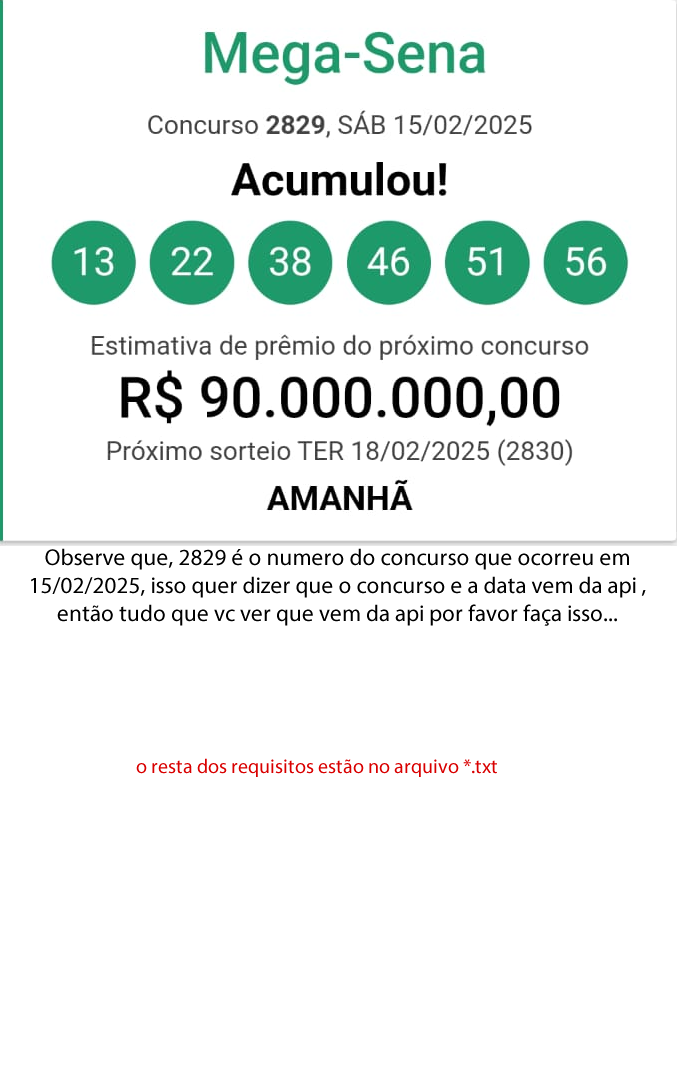 Mega-Sena
Concurso 2829, SÁB 15/02/2025
Acumulou!
13 22 38 46 51 56
Estimativa de prêmio do próximo concurso
R$ 90.000.000,00
Próximo sorteio TER 18/02/2025 (2830)
AMANHÃ
Observe que, 2829 é o numero do concurso que ocorreu em
15/02/2025, isso quer dizer que o concurso e a data vem da api ,
então tudo que vc ver que vem da api por favor faça isso...
o resta dos requisitos estão no arquivo *.txt